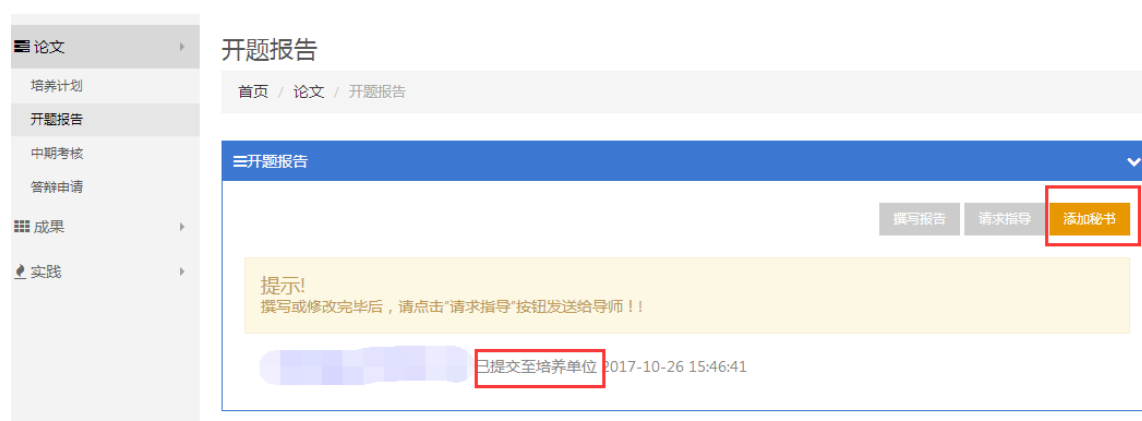 论文
培养计划
开题报告
中期考核
答辩申请
成果
实践
开题报告
首页 / 论文 / 开题报告
开题报告
撰写报告 请求指导 添加秘书
提示!
撰写或修改完毕后，请点击"请求指导"按钮发送给导师！!
已提交至培养单位 2017-10-26 15:46:41